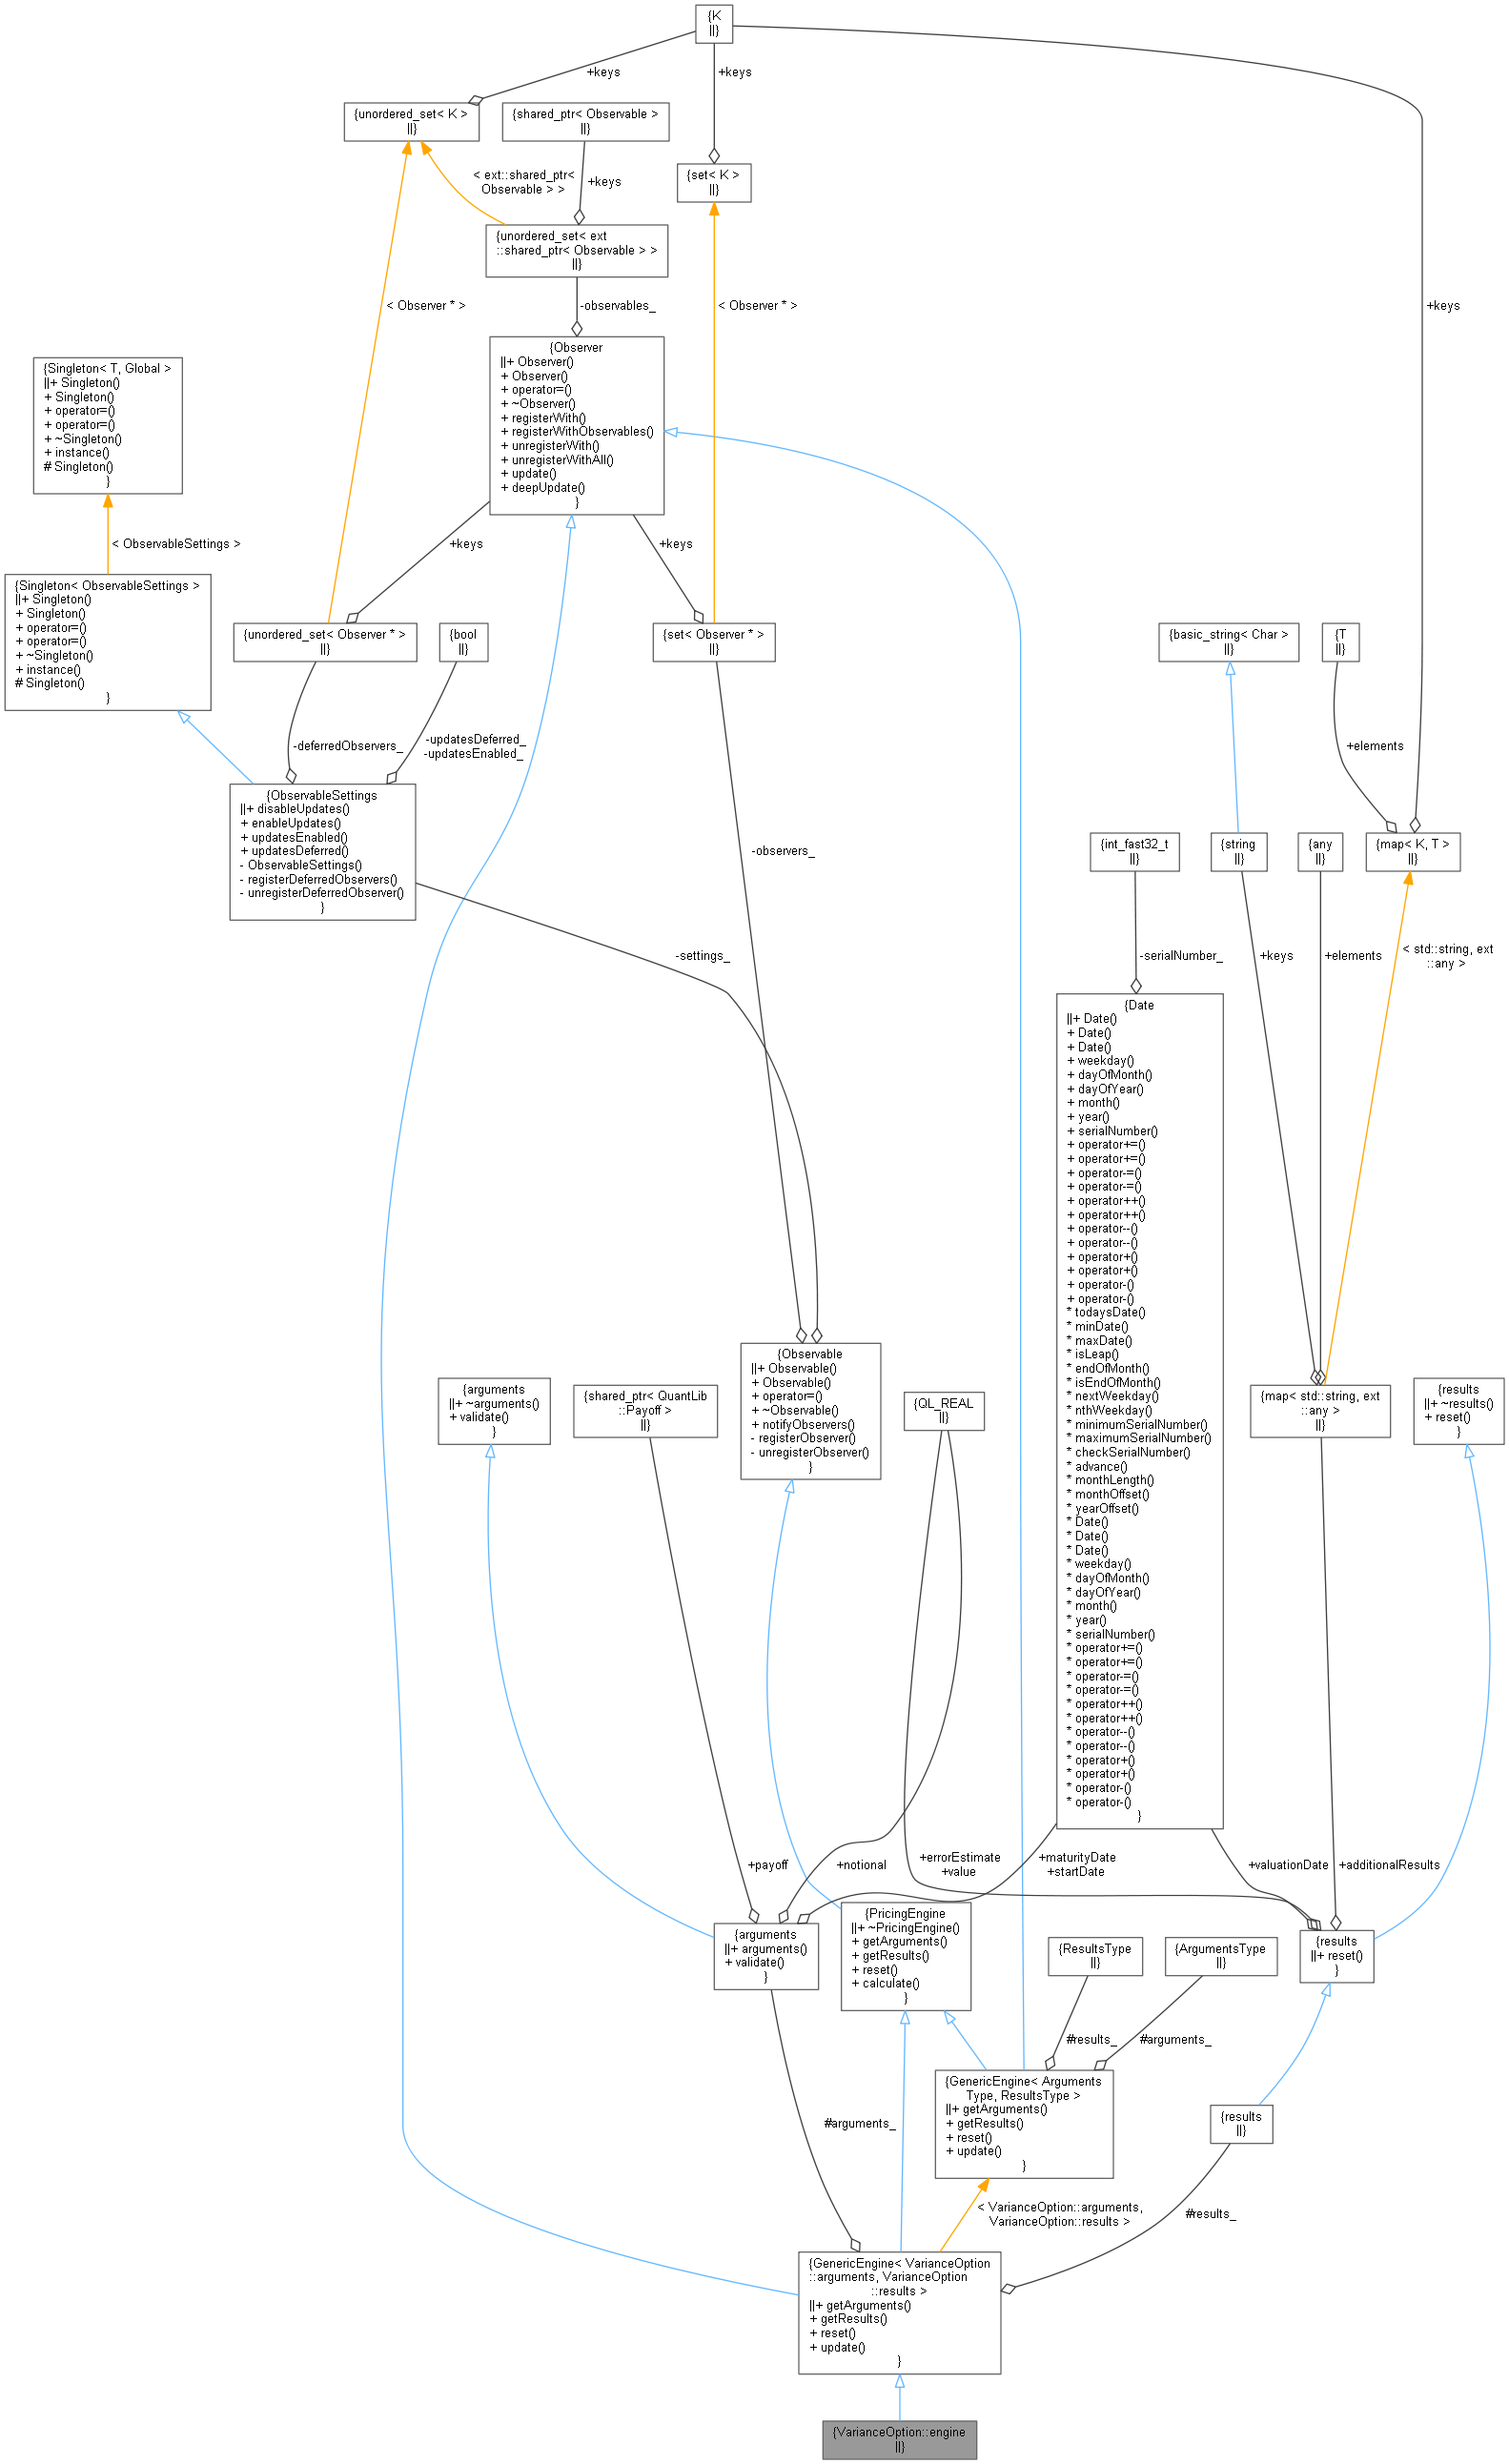 {K
||}
+keys
+keys
{unordered_set< K >
||}
{shared_ptr< Observable >
||}
{set< K >
||}
< ext::shared_ptr<
Observable > >
+keys
{unordered_set< ext
::shared_ptr< Observable > >
||}
< Observer * >
-observables_
< Observer * >
+keys
{Singleton< T, Global >
||+ Singleton()
+ Singleton()
+ operator=()
+ operator=()
+ ~Singleton()
+ instance()
# Singleton()
}
{Observer
||+ Observer()
+ Observer()
+ operator=()
+ ~Observer()
+ registerWith()
+ registerWithObservables()
+ unregisterWith()
+ unregisterWithAll()
+ update()
+ deepUpdate()
}
< ObservableSettings >
+keys
+keys
{Singleton< ObservableSettings >
||+ Singleton()
+ Singleton()
+ operator=()
+ operator=()
+ ~Singleton()
+ instance()
# Singleton()
}
{unordered_set< Observer * >
||}
{bool
||}
{set< Observer * >
||}
{basic_string< Char >
||}
{T
||}
-deferredObservers_
-updatesDeferred_
-updatesEnabled_
+elements
{ObservableSettings
||+ disableUpdates()
+ enableUpdates()
+ updatesEnabled()
+ updatesDeferred()
- ObservableSettings()
- registerDeferredObservers()
- unregisterDeferredObserver()
}
-observers_
{int_fast32_t
||}
{string
||}
{any
||}
{map< K, T >
||}
-settings_
-serialNumber_
+keys
+elements
< std::string, ext
::any >
{Date
||+ Date()
+ Date()
+ Date()
+ weekday()
+ dayOfMonth()
+ dayOfYear()
+ month()
+ year()
+ serialNumber()
+ operator+=()
+ operator+=()
+ operator-=()
+ operator-=()
+ operator++()
+ operator++()
+ operator--()
+ operator--()
+ operator+()
+ operator+()
+ operator-()
+ operator-()
* todaysDate()
* minDate()
* maxDate()
* isLeap()
* endOfMonth()
* isEndOfMonth()
* nextWeekday()
* nthWeekday()
* minimumSerialNumber()
* maximumSerialNumber()
* checkSerialNumber()
* advance()
* monthLength()
* monthOffset()
* yearOffset()
* Date()
* Date()
* Date()
* weekday()
* dayOfMonth()
* dayOfYear()
* month()
* year()
* serialNumber()
* operator+=()
* operator+=()
* operator-=()
* operator-=()
* operator++()
* operator++()
* operator--()
* operator--()
* operator+()
* operator+()
* operator-()
* operator-()
}
{Observable
||+ Observable()
+ Observable()
+ operator=()
+ ~Observable()
+ notifyObservers()
- registerObserver()
- unregisterObserver()
}
{arguments
||+ ~arguments()
+ validate()
}
{shared_ptr< QuantLib
::Payoff >
||}
{QL_REAL
||}
{map< std::string, ext
::any >
||}
{results
||+ ~results()
+ reset()
}
+payoff
+notional
+errorEstimate
+value
+maturityDate
+startDate
+valuationDate
+additionalResults
{arguments
||+ arguments()
+ validate()
}
{PricingEngine
||+ ~PricingEngine()
+ getArguments()
+ getResults()
+ reset()
+ calculate()
}
{ResultsType
||}
{ArgumentsType
||}
{results
||+ reset()
}
#results_
#arguments_
#arguments_
{GenericEngine< Arguments
Type, ResultsType >
||+ getArguments()
+ getResults()
+ reset()
+ update()
}
{results
||}
< VarianceOption::arguments,
VarianceOption::results >
#results_
{GenericEngine< VarianceOption
::arguments, VarianceOption
::results >
||+ getArguments()
+ getResults()
+ reset()
+ update()
}
{VarianceOption::engine
||}